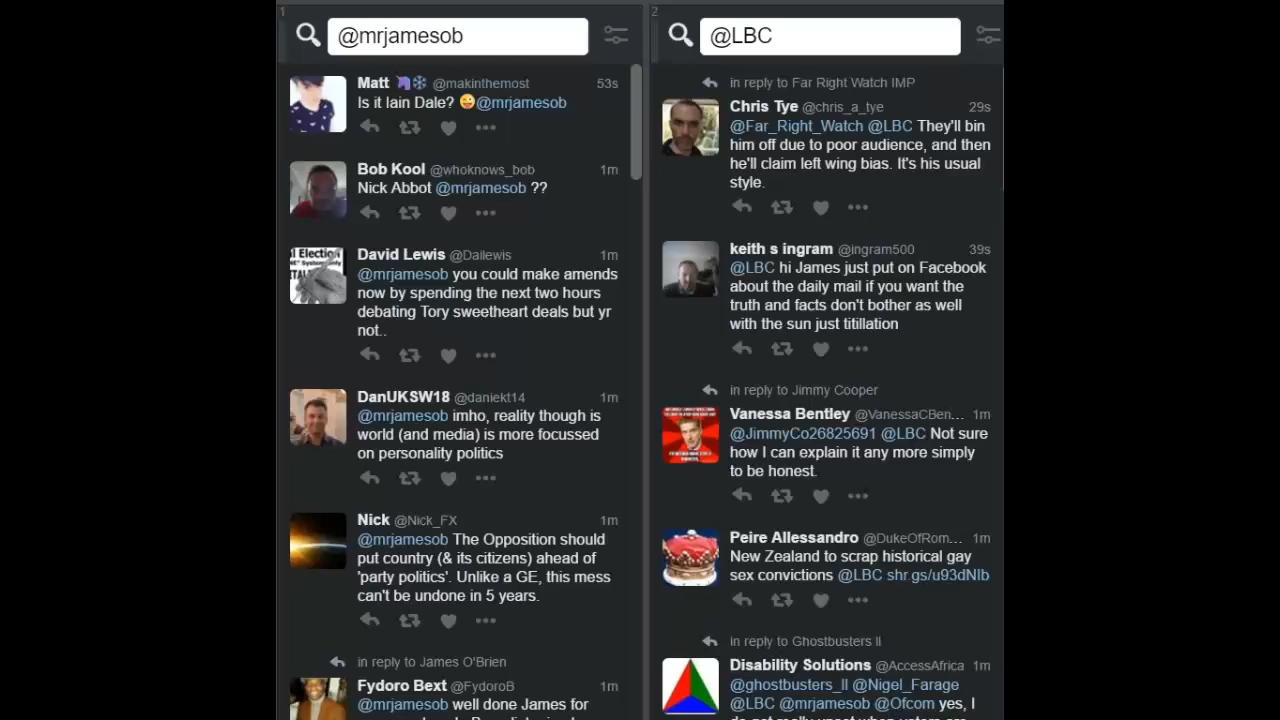 1
@mrjamesob
Matt @makinthemost 53s
Is it Iain Dale? 😜@mrjamesob
Bob Kool @whoknows_bob 1m
Nick Abbot @mrjamesob ??
David Lewis @Dallewis 1m
@mrjamesob you could make amends
now by spending the next two hours
debating Tory sweetheart deals but yr
not..
DanUKSW18 @daniekt14 1m
@mrjamesob imho, reality though is
world (and media) is more focussed
on personality politics
Nick @Nick_FX 1m
@mrjamesob The Opposition should
put country (& its citizens) ahead of
'party politics'. Unlike a GE, this mess
can't be undone in 5 years.
in reply to James O'Brien
Fydoro Bext @FydoroB 1m
@mrjamesob well done James for
2
@LBC
in reply to Far Right Watch IMP
Chris Tye @chris_a_tye 29s
@Far_Right_Watch @LBC They'll bin
him off due to poor audience, and then
he'll claim left wing bias. It's his usual
style.
keith s ingram @ingram500 39s
@LBC hi James just put on Facebook
about the daily mail if you want the
truth and facts don't bother as well
with the sun just titillation
in reply to Jimmy Cooper
Vanessa Bentley @VanessaCBen... 1m
@JimmyCo26825691 @LBC Not sure
how I can explain it any more simply
to be honest.
Peire Allessandro @DukeOfRom... 1m
New Zealand to scrap historical gay
sex convictions @LBC shr.gs/u93dNIb
in reply to Ghostbusters ll
Disability Solutions @AccessAfrica 1m
@ghostbusters_ll @Nigel_Farage
@LBC @mrjamesob @Ofcom yes, I